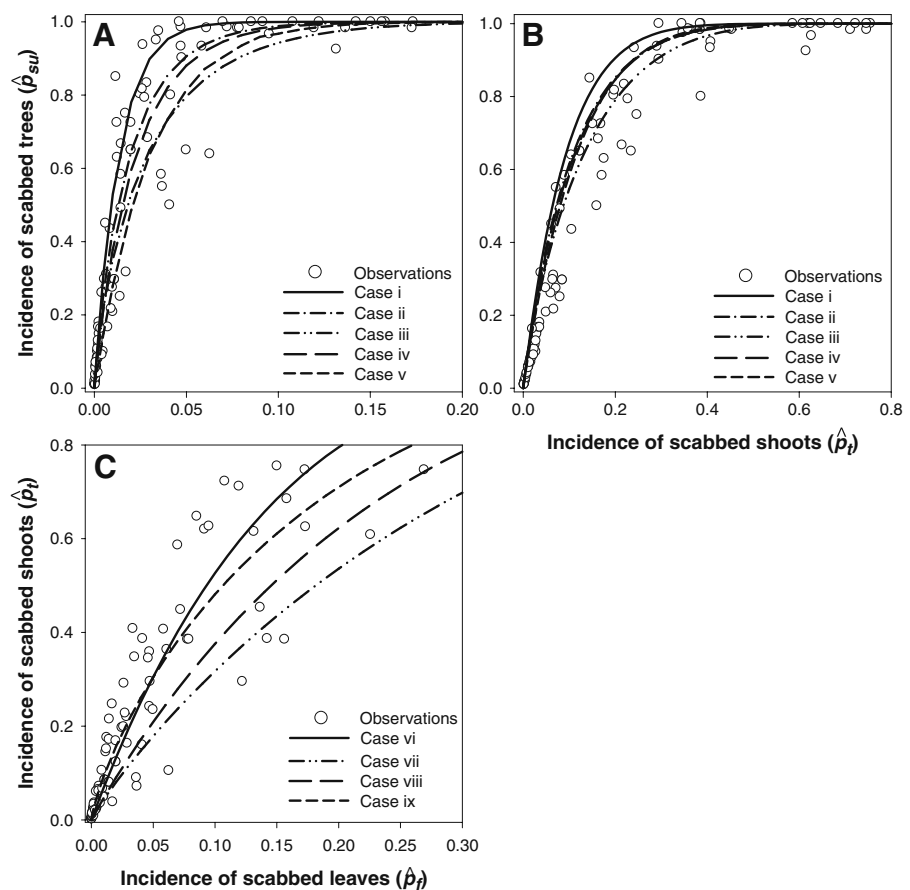 A
Incidence of scabbed trees (p̂su)
1.0
0.8
0.6
0.4
0.2
0.0
0.00 0.05 0.10 0.15 0.20
Observations
Case i
Case ii
Case iii
Case iv
Case v
B
1.0
0.8
0.6
0.4
0.2
0.0
0.0 0.2 0.4 0.6 0.8
Observations
Case i
Case ii
Case iii
Case iv
Case v
Incidence of scabbed shoots (p̂t)
C
Incidence of scabbed shoots (p̂t)
0.8
0.6
0.4
0.2
0.0
0.00 0.05 0.10 0.15 0.20 0.25 0.30
Observations
Case vi
Case vii
Case viii
Case ix
Incidence of scabbed leaves (p̂f)